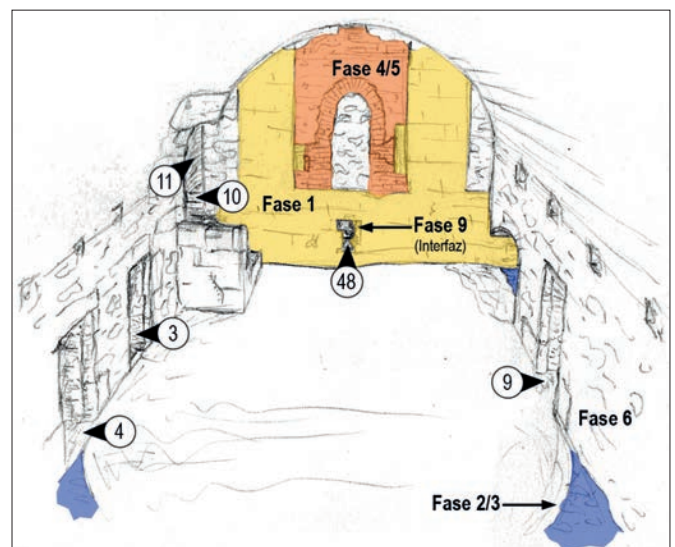 Fase 4/5
11
10
Fase 1
Fase 9
(Interfaz)
48
3
9
4
Fase 6
Fase 2/3